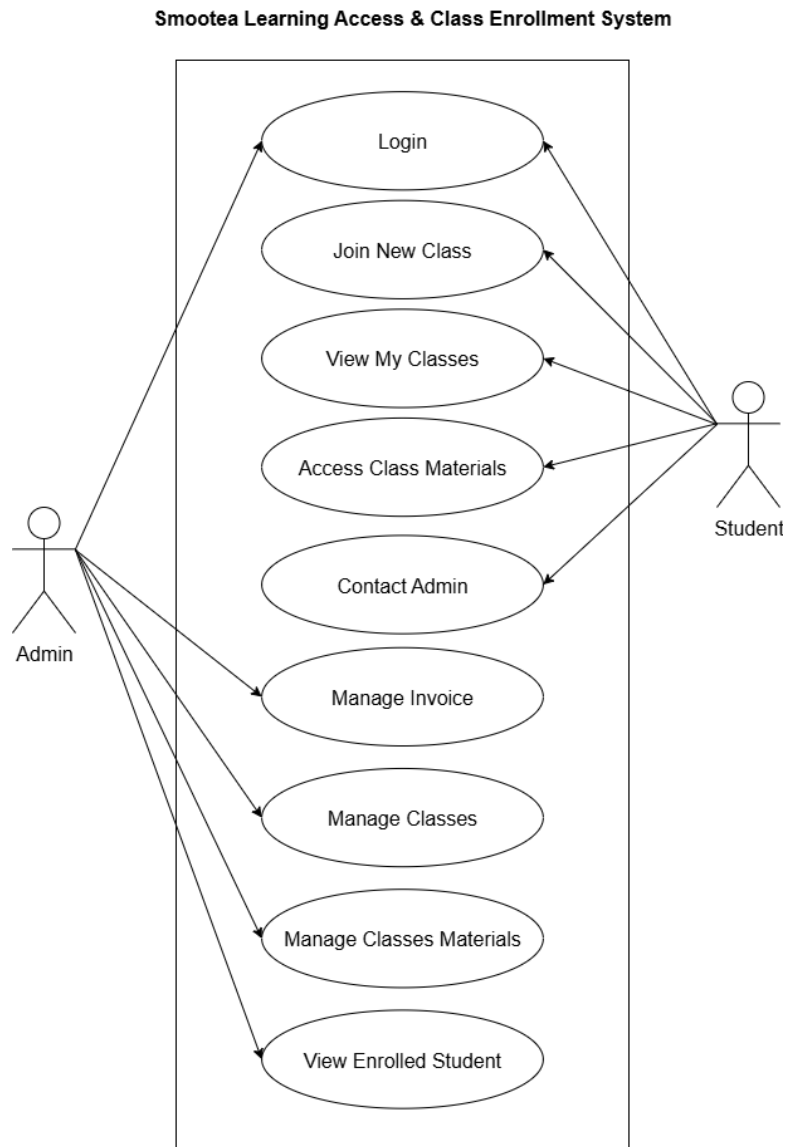 Smootea Learning Access & Class Enrollment System
Login
Join New Class
View My Classes
Access Class Materials
Student
Contact Admin
Admin
Manage Invoice
Manage Classes
Manage Classes Materials
View Enrolled Student